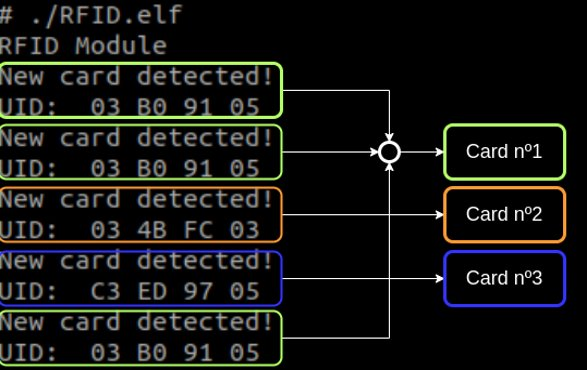 # ./RFID.elf
RFID Module
New card detected!
UID: 03 B0 91 05
New card detected!
UID: 03 B0 91 05
New card detected!
UID: 03 4B FC 03
New card detected!
UID: C3 ED 97 05
New card detected!
UID: 03 B0 91 05
Card nº1
Card nº2
Card nº3